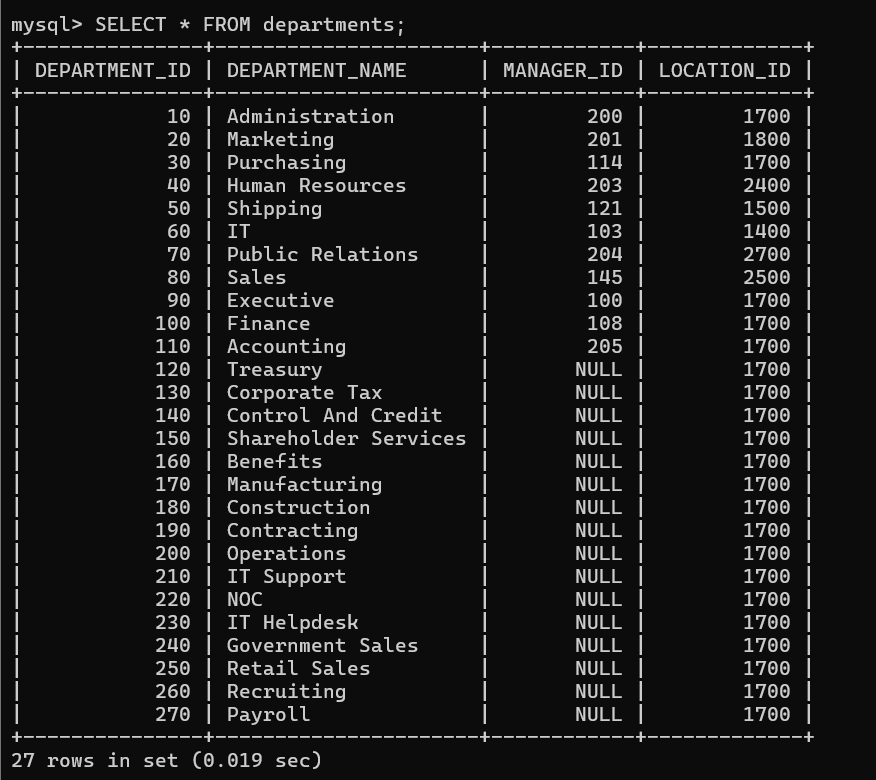 mysql> SELECT * FROM departments;
+---------------+----------------------+------------+-------------+
| DEPARTMENT_ID | DEPARTMENT_NAME      | MANAGER_ID | LOCATION_ID |
+---------------+----------------------+------------+-------------+
|            10 | Administration       |        200 |        1700 |
|            20 | Marketing            |        201 |        1800 |
|            30 | Purchasing           |        114 |        1700 |
|            40 | Human Resources      |        203 |        2400 |
|            50 | Shipping             |        121 |        1500 |
|            60 | IT                   |        103 |        1400 |
|            70 | Public Relations     |        204 |        2700 |
|            80 | Sales                |        145 |        2500 |
|            90 | Executive            |        100 |        1700 |
|           100 | Finance              |        108 |        1700 |
|           110 | Accounting           |        205 |        1700 |
|           120 | Treasury             |       NULL |        1700 |
|           130 | Corporate Tax        |       NULL |        1700 |
|           140 | Control And Credit   |       NULL |        1700 |
|           150 | Shareholder Services |       NULL |        1700 |
|           160 | Benefits             |       NULL |        1700 |
|           170 | Manufacturing        |       NULL |        1700 |
|           180 | Construction         |       NULL |        1700 |
|           190 | Contracting          |       NULL |        1700 |
|           200 | Operations           |       NULL |        1700 |
|           210 | IT Support           |       NULL |        1700 |
|           220 | NOC                  |       NULL |        1700 |
|           230 | IT Helpdesk          |       NULL |        1700 |
|           240 | Government Sales     |       NULL |        1700 |
|           250 | Retail Sales         |       NULL |        1700 |
|           260 | Recruiting           |       NULL |        1700 |
|           270 | Payroll              |       NULL |        1700 |
+---------------+----------------------+------------+-------------+
27 rows in set (0.019 sec)